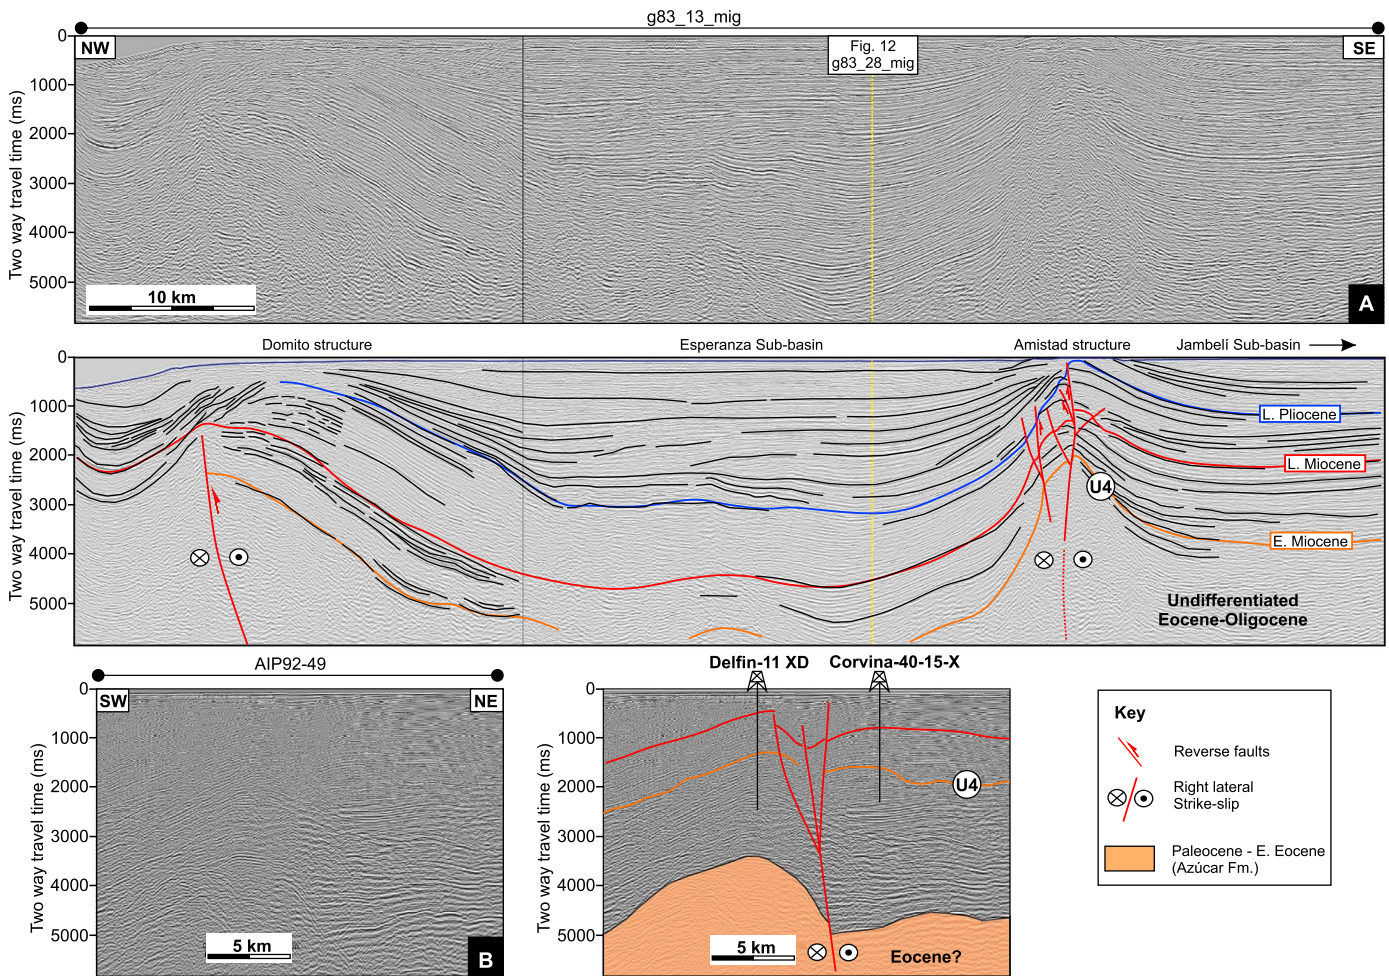 g83_13_mig
NW
Fig. 12
g83_28_mig
SE
0
1000
2000
3000
4000
5000
Two way travel time (ms)
10 km
A
Domito structure
Esperanza Sub-basin
Amistad structure
Jambelí Sub-basin
0
1000
2000
3000
4000
5000
Two way travel time (ms)
L. Pliocene
L. Miocene
U4
E. Miocene
Undifferentiated
Eocene-Oligocene
AIP92-49
SW
NE
0
1000
2000
3000
4000
5000
Two way travel time (ms)
5 km
B
Delfin-11 XD
Corvina-40-15-X
0
1000
2000
3000
4000
5000
Two way travel time (ms)
U4
5 km
Eocene?
Key
Reverse faults
Right lateral
Strike-slip
Paleocene - E. Eocene
(Azúcar Fm.)